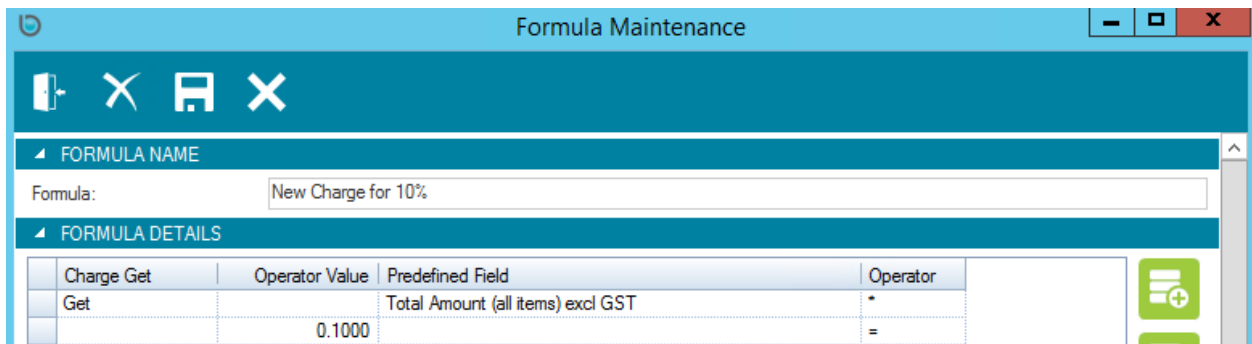 Formula Maintenance
FORMULA NAME
Formula: New Charge for 10%
FORMULA DETAILS
Charge Get Operator Value Predefined Field Operator
Get Total Amount (all items) excl GST *
0.1000 =